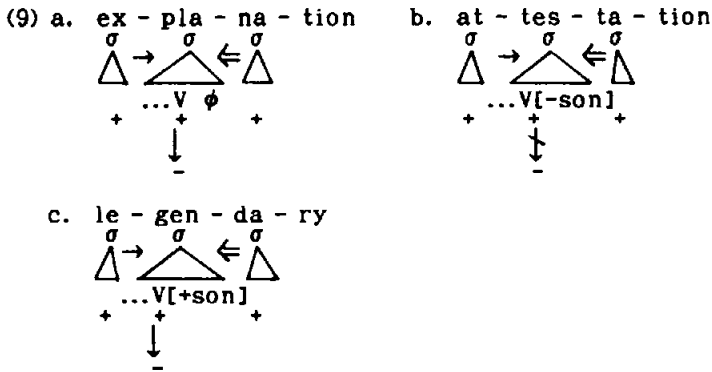 (9) a. ex - pla - na - tion b. at - tes - ta - tion
σ → σ ⇐ σ σ → σ ⇐ σ
...V ∅ ...V[-son]
+ + + + + +
- -
c. le - gen - da - ry
σ → σ ⇐ σ
...V[+son]
+ + +
-